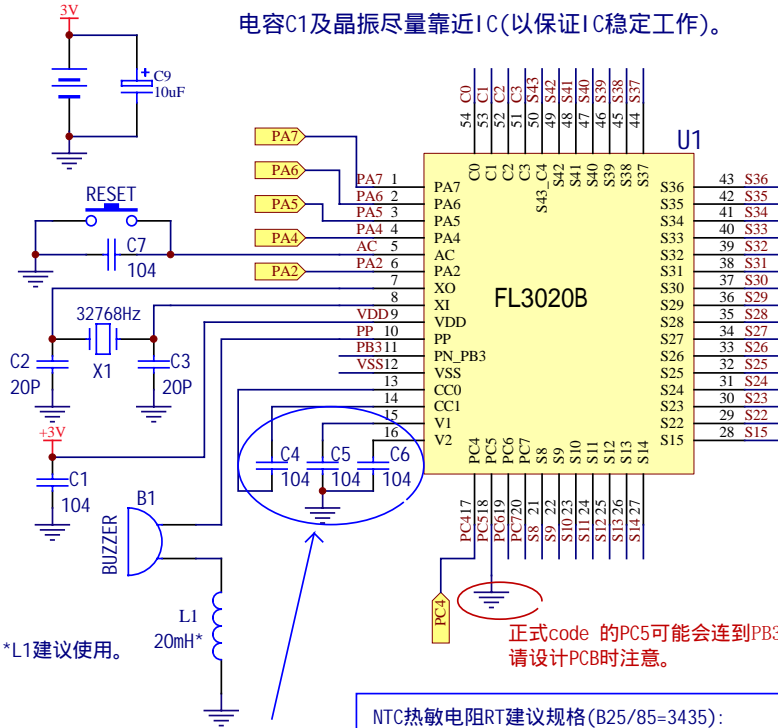 3V
电容C1及晶振尽量靠近IC(以保证IC稳定工作)。
C9
10uF
54 C0
53 C1
52 C2
51 C3
50 S43
49 S42
48 S41
47 S40
46 S39
45 S38
44 S37
U1
C0
C1
C2
C3
S43_C4
S42
S41
S40
S39
S38
S37
PA7
PA6
PA5
PA4
PA2
RESET
C7
104
PA7 1 PA7
PA6 2 PA6
PA5 3 PA5
PA4 4 PA4
AC 5 AC
PA2 6 PA2
7 XO
8 XI
VDD 9 VDD
PP 10 PP
PB3 11 PN_PB3
VSS 12 VSS
13 CC0
14 CC1
15 V1
16 V2
FL3020B
S36 43 S36
S35 42 S35
S34 41 S34
S33 40 S33
S32 39 S32
S31 38 S31
S30 37 S30
S29 36 S29
S28 35 S28
S27 34 S27
S26 33 S26
S25 32 S25
S24 31 S24
S23 30 S23
S22 29 S22
S15 28 S15
32768Hz
X1
C2
20P
C3
20P
+3V
C1
104
C4
104
C5
104
C6
104
PC4
PC5
PC6
PC7
S8
S9
S10
S11
S12
S13
S14
PC4 17
PC5 18
PC6 19
PC7 20
S8 21
S9 22
S10 23
S11 24
S12 25
S13 26
S14 27
B1
BUZZER
L1
20mH*
*L1建议使用。
PC4
正式code 的PC5可能会连到PB3
请设计PCB时注意。
NTC热敏电阻RT建议规格(B25/85=3435):